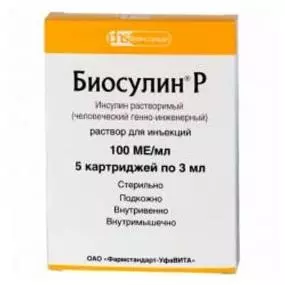 Биосулин® Р
Инсулин растворимый
(человеческий генно-инженерный)
раствор для инъекций
100 МЕ/мл
5 картриджей по 3 мл
Стерильно
Подкожно
Внутривенно
Внутримышечно
ОАО «Фармстандарт-УфаВИТА»